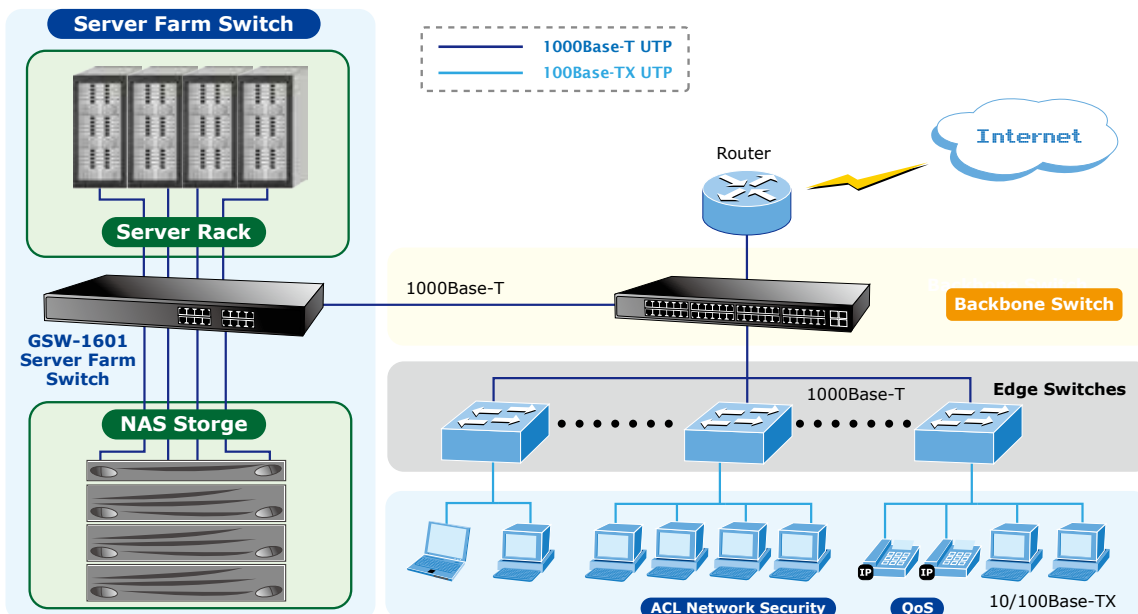 Server Farm Switch
1000Base-T UTP
100Base-TX UTP
Internet
Router
Server Rack
1000Base-T
Backbone Switch
GSW-1601
Server Farm
Switch
Edge Switches
1000Base-T
NAS Storge
IP
IP
10/100Base-TX
ACL Network Security
QoS